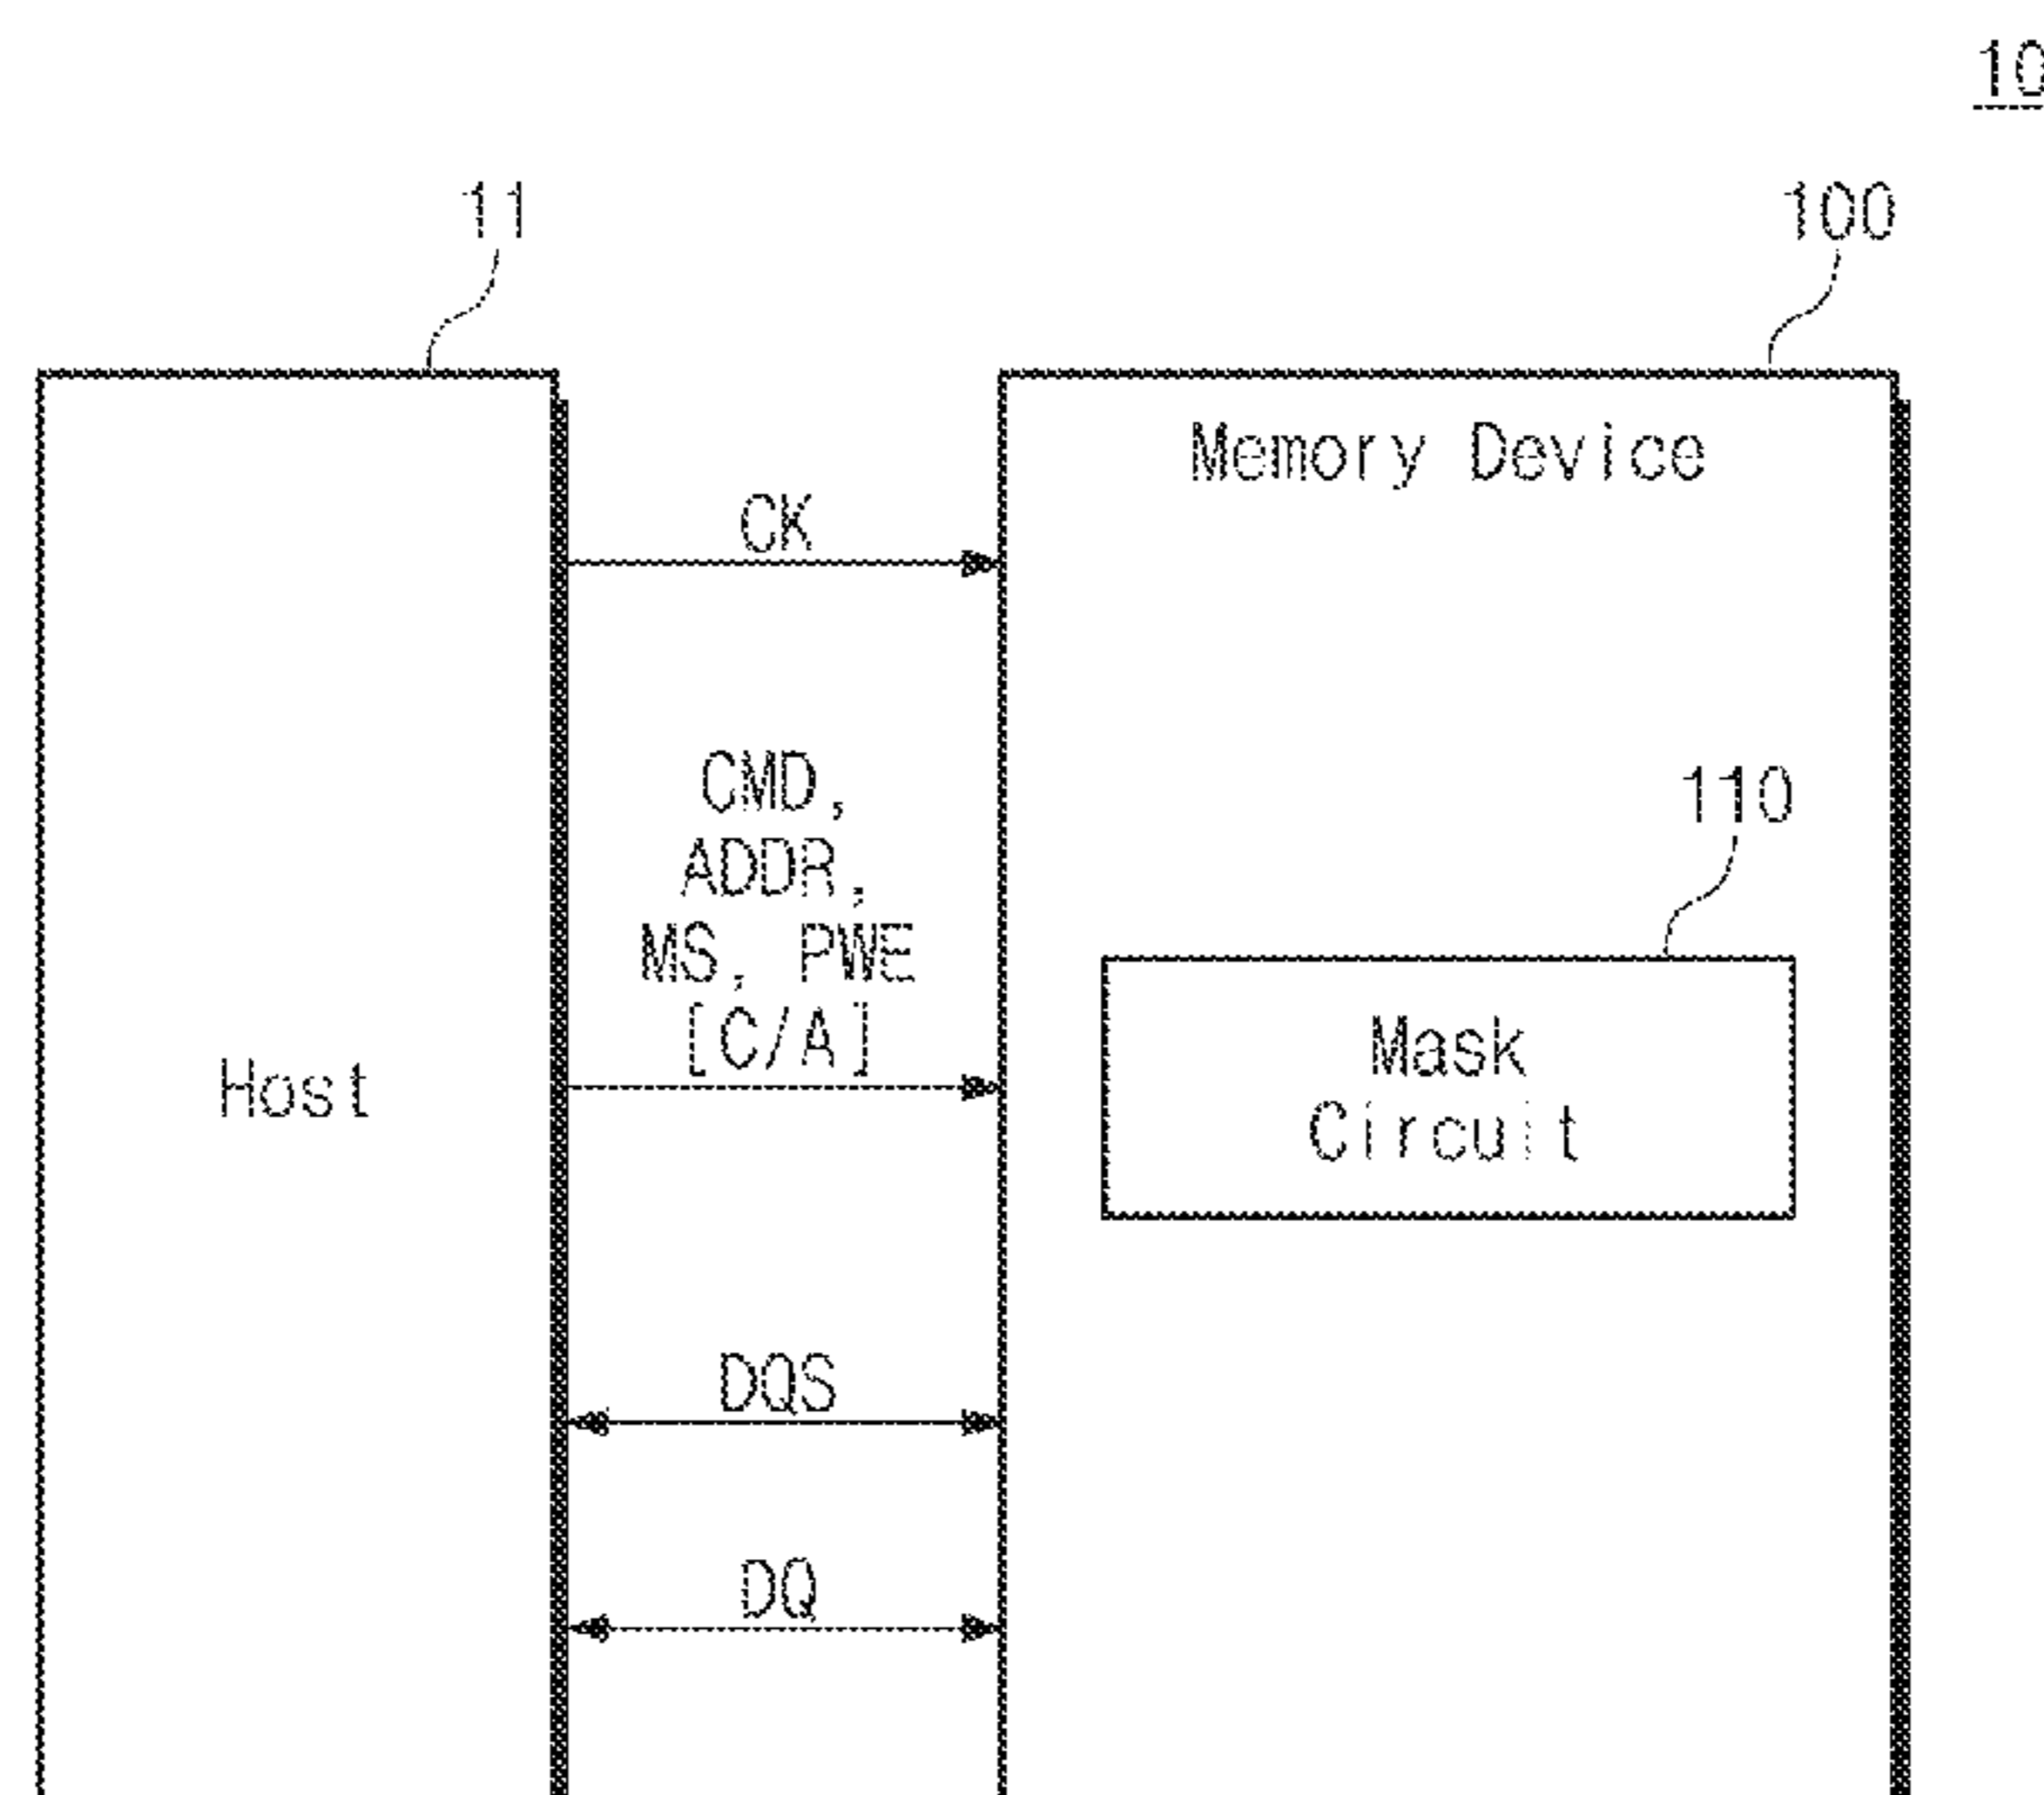 10
11
100
Memory Device
CK
CMD,
ADDR,
MS, PWE
[C/A]
110
Host
Mask
Circuit
DQS
DQ